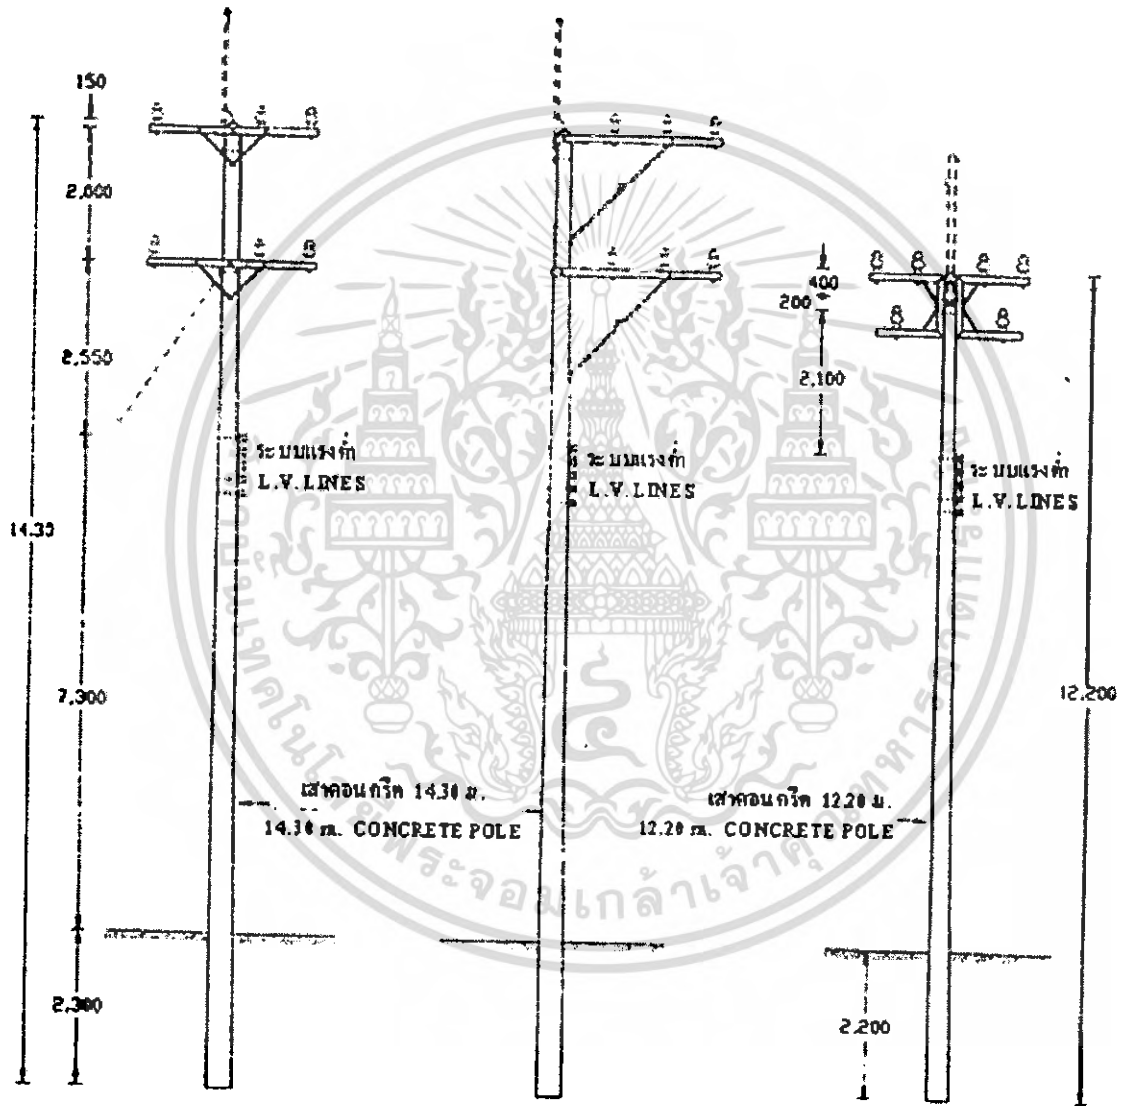 150
2,000
2,550
14.30
7,300
2,300
ระบบแรงต่ำ
L.V. LINES
ระบบแรงต่ำ
L.V. LINES
400
200
2,100
ระบบแรงต่ำ
L.V. LINES
12.200
เสาคอนกรีต 14.30 ม.
14.30 m. CONCRETE POLE
เสาคอนกรีต 12.20 ม.
12.20 m. CONCRETE POLE
2.200